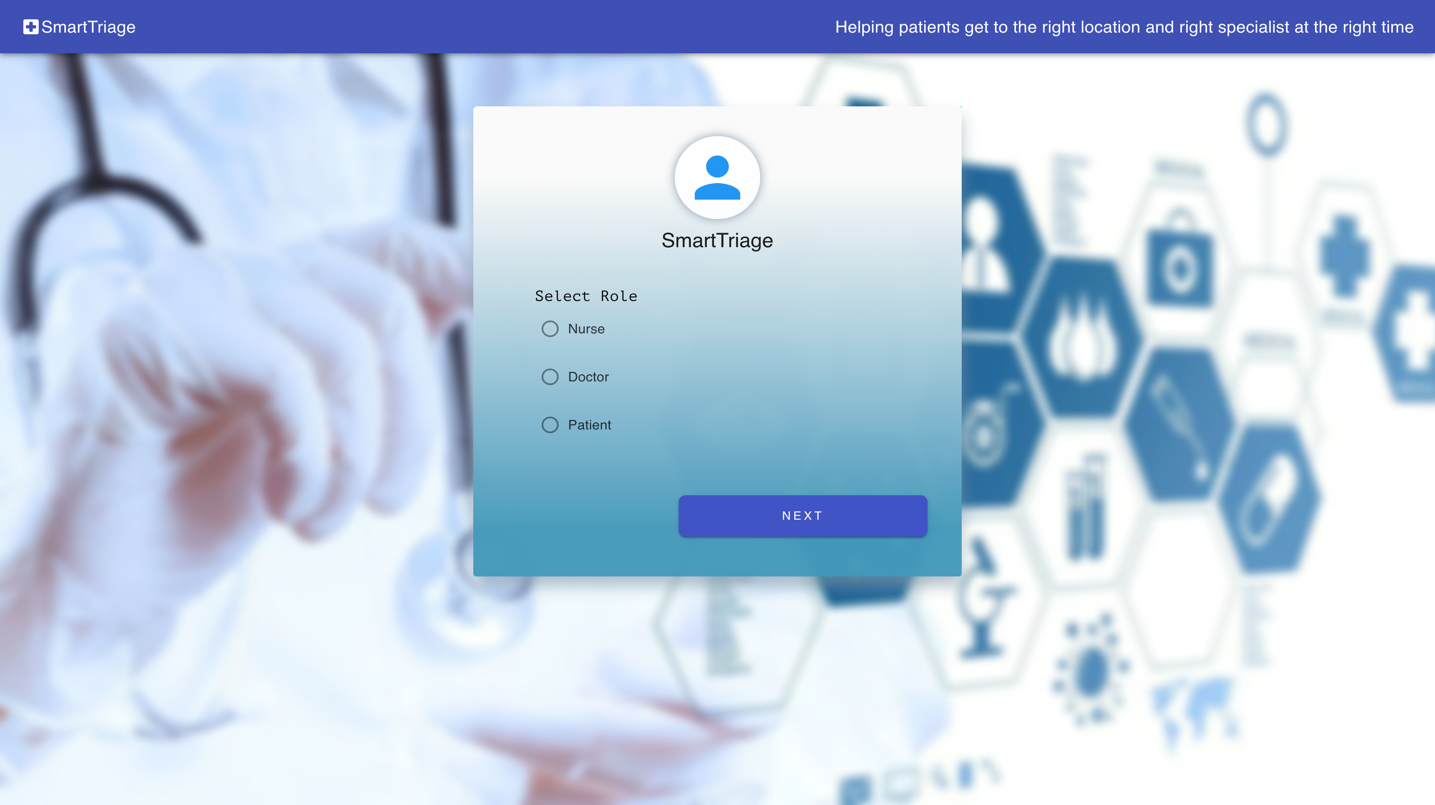 SmartTriage
Helping patients get to the right location and right specialist at the right time
SmartTriage
Select Role
Nurse
Doctor
Patient
NEXT